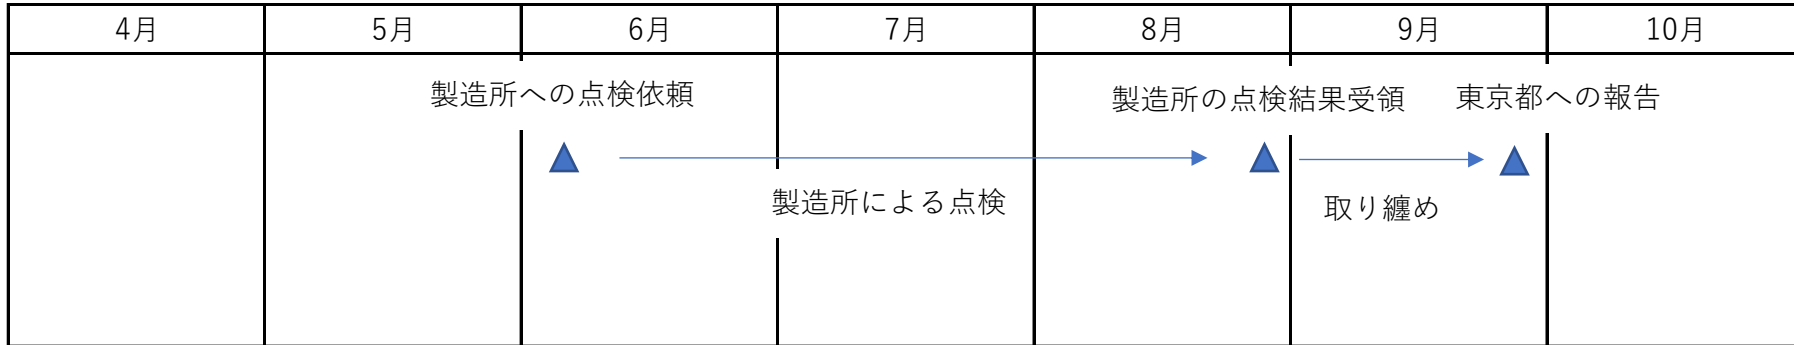 4月 5月 6月 7月 8月 9月 10月
製造所への点検依頼 製造所の点検結果受領 東京都への報告
製造所による点検 取り纏め